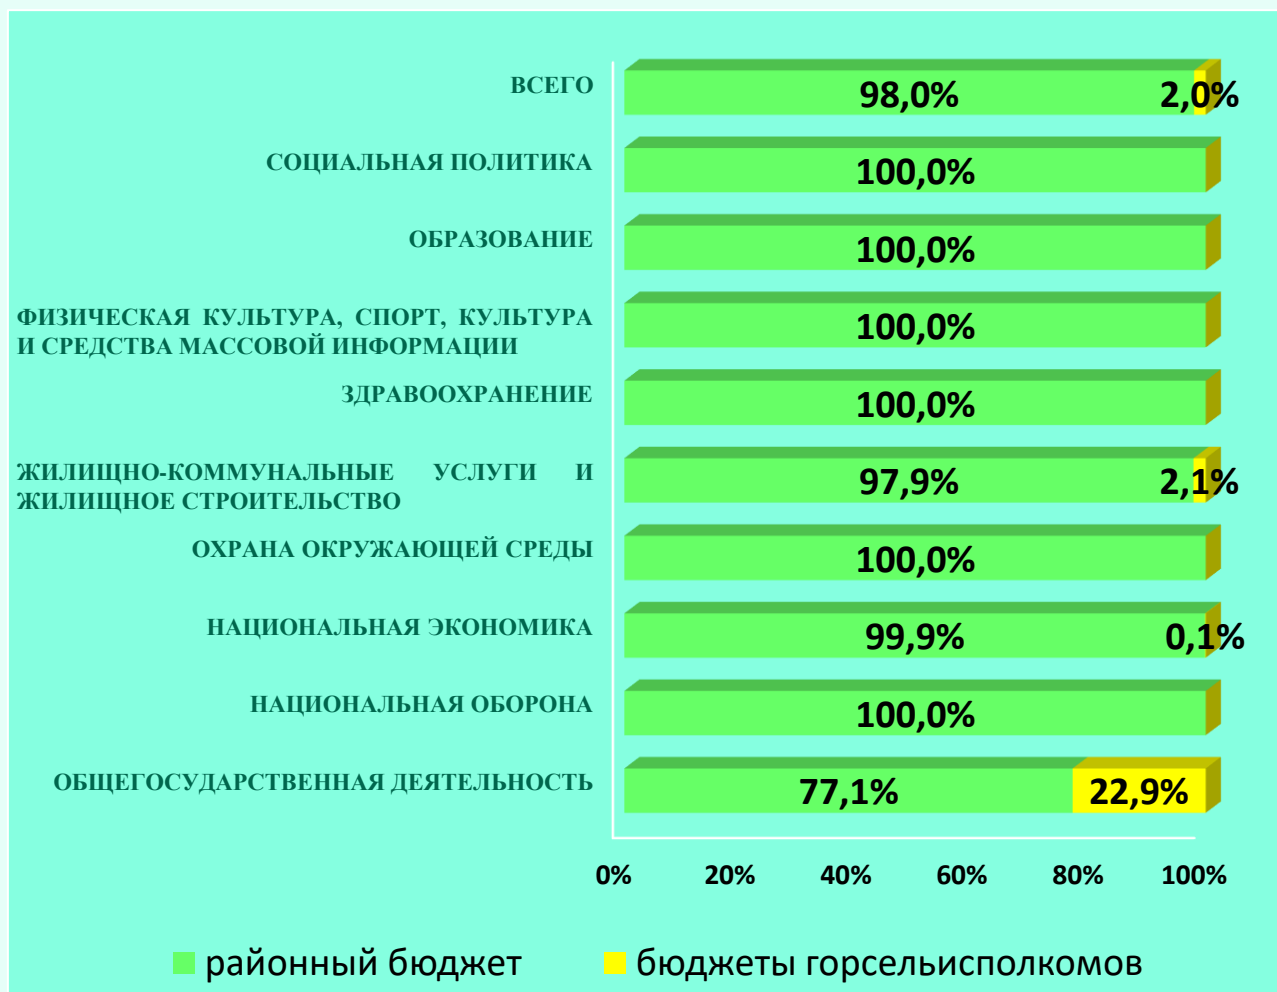 ВСЕГО
98,0%
2,0%
СОЦИАЛЬНАЯ ПОЛИТИКА
100,0%
ОБРАЗОВАНИЕ
100,0%
ФИЗИЧЕСКАЯ КУЛЬТУРА, СПОРТ, КУЛЬТУРА
И СРЕДСТВА МАССОВОЙ ИНФОРМАЦИИ
100,0%
ЗДРАВООХРАНЕНИЕ
100,0%
ЖИЛИЩНО-КОММУНАЛЬНЫЕ УСЛУГИ И
ЖИЛИЩНОЕ СТРОИТЕЛЬСТВО
97,9%
2,1%
ОХРАНА ОКРУЖАЮЩЕЙ СРЕДЫ
100,0%
НАЦИОНАЛЬНАЯ ЭКОНОМИКА
99,9%
0,1%
НАЦИОНАЛЬНАЯ ОБОРОНА
100,0%
ОБЩЕГОСУДАРСТВЕННАЯ ДЕЯТЕЛЬНОСТЬ
77,1%
22,9%
0% 20% 40% 60% 80% 100%
районный бюджет
бюджеты горсельисполкомов